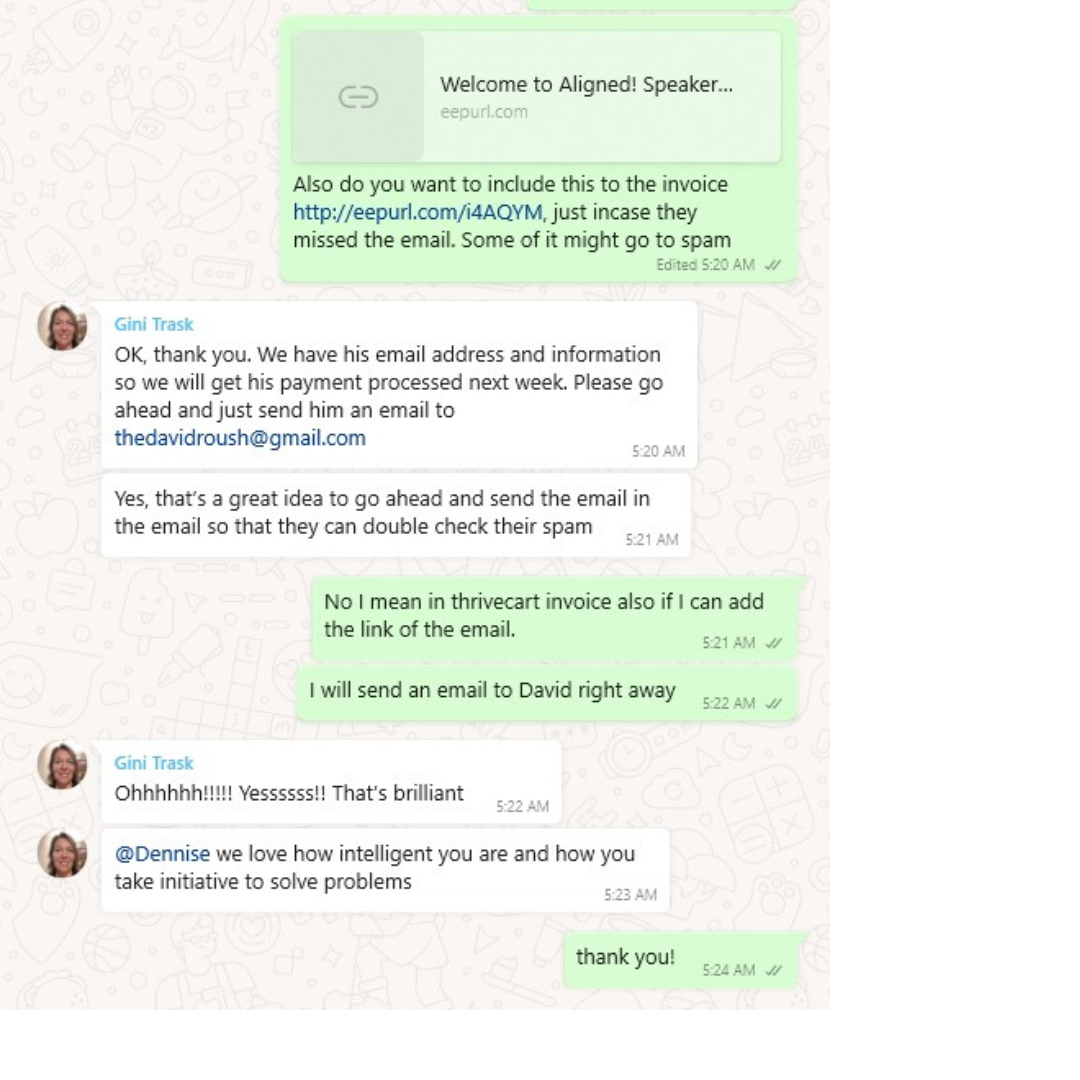 Welcome to Aligned! Speaker...
eepurl.com
Also do you want to include this to the invoice
http://eepurl.com/i4AQYM, just incase they
missed the email. Some of it might go to spam
Edited 5:20 AM
Gini Trask
OK, thank you. We have his email address and information
so we will get his payment processed next week. Please go
ahead and just send him an email to
thedavidroush@gmail.com
5:20 AM
Yes, that's a great idea to go ahead and send the email in
the email so that they can double check their spam
5:21 AM
No I mean in thrivecart invoice also if I can add
the link of the email.
5:21 AM
I will send an email to David right away
5:22 AM
Gini Trask
Ohhhhhh!!!!! Yessssss!! That's brilliant
5:22 AM
@Dennise we love how intelligent you are and how you
take initiative to solve problems
5:23 AM
thank you!
5:24 AM